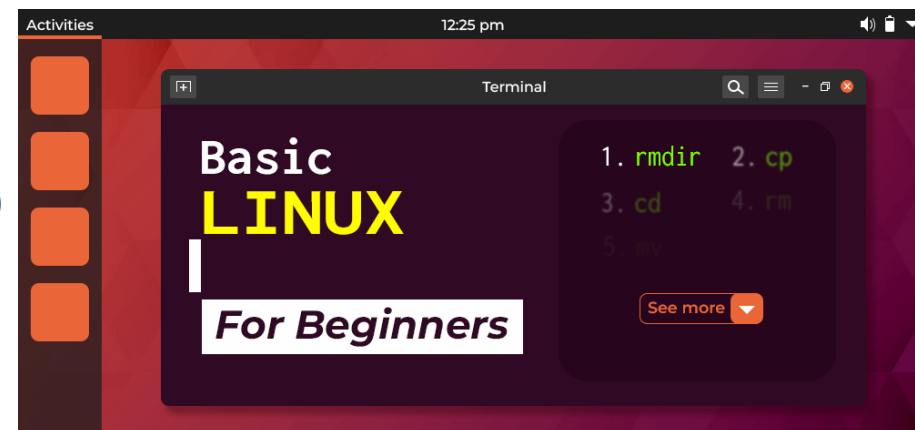 Activities 12:25 pm
Terminal
Basic
LINUX
For Beginners
1. rmdir 2. cp
3. cd 4. rm
5. mv
See more